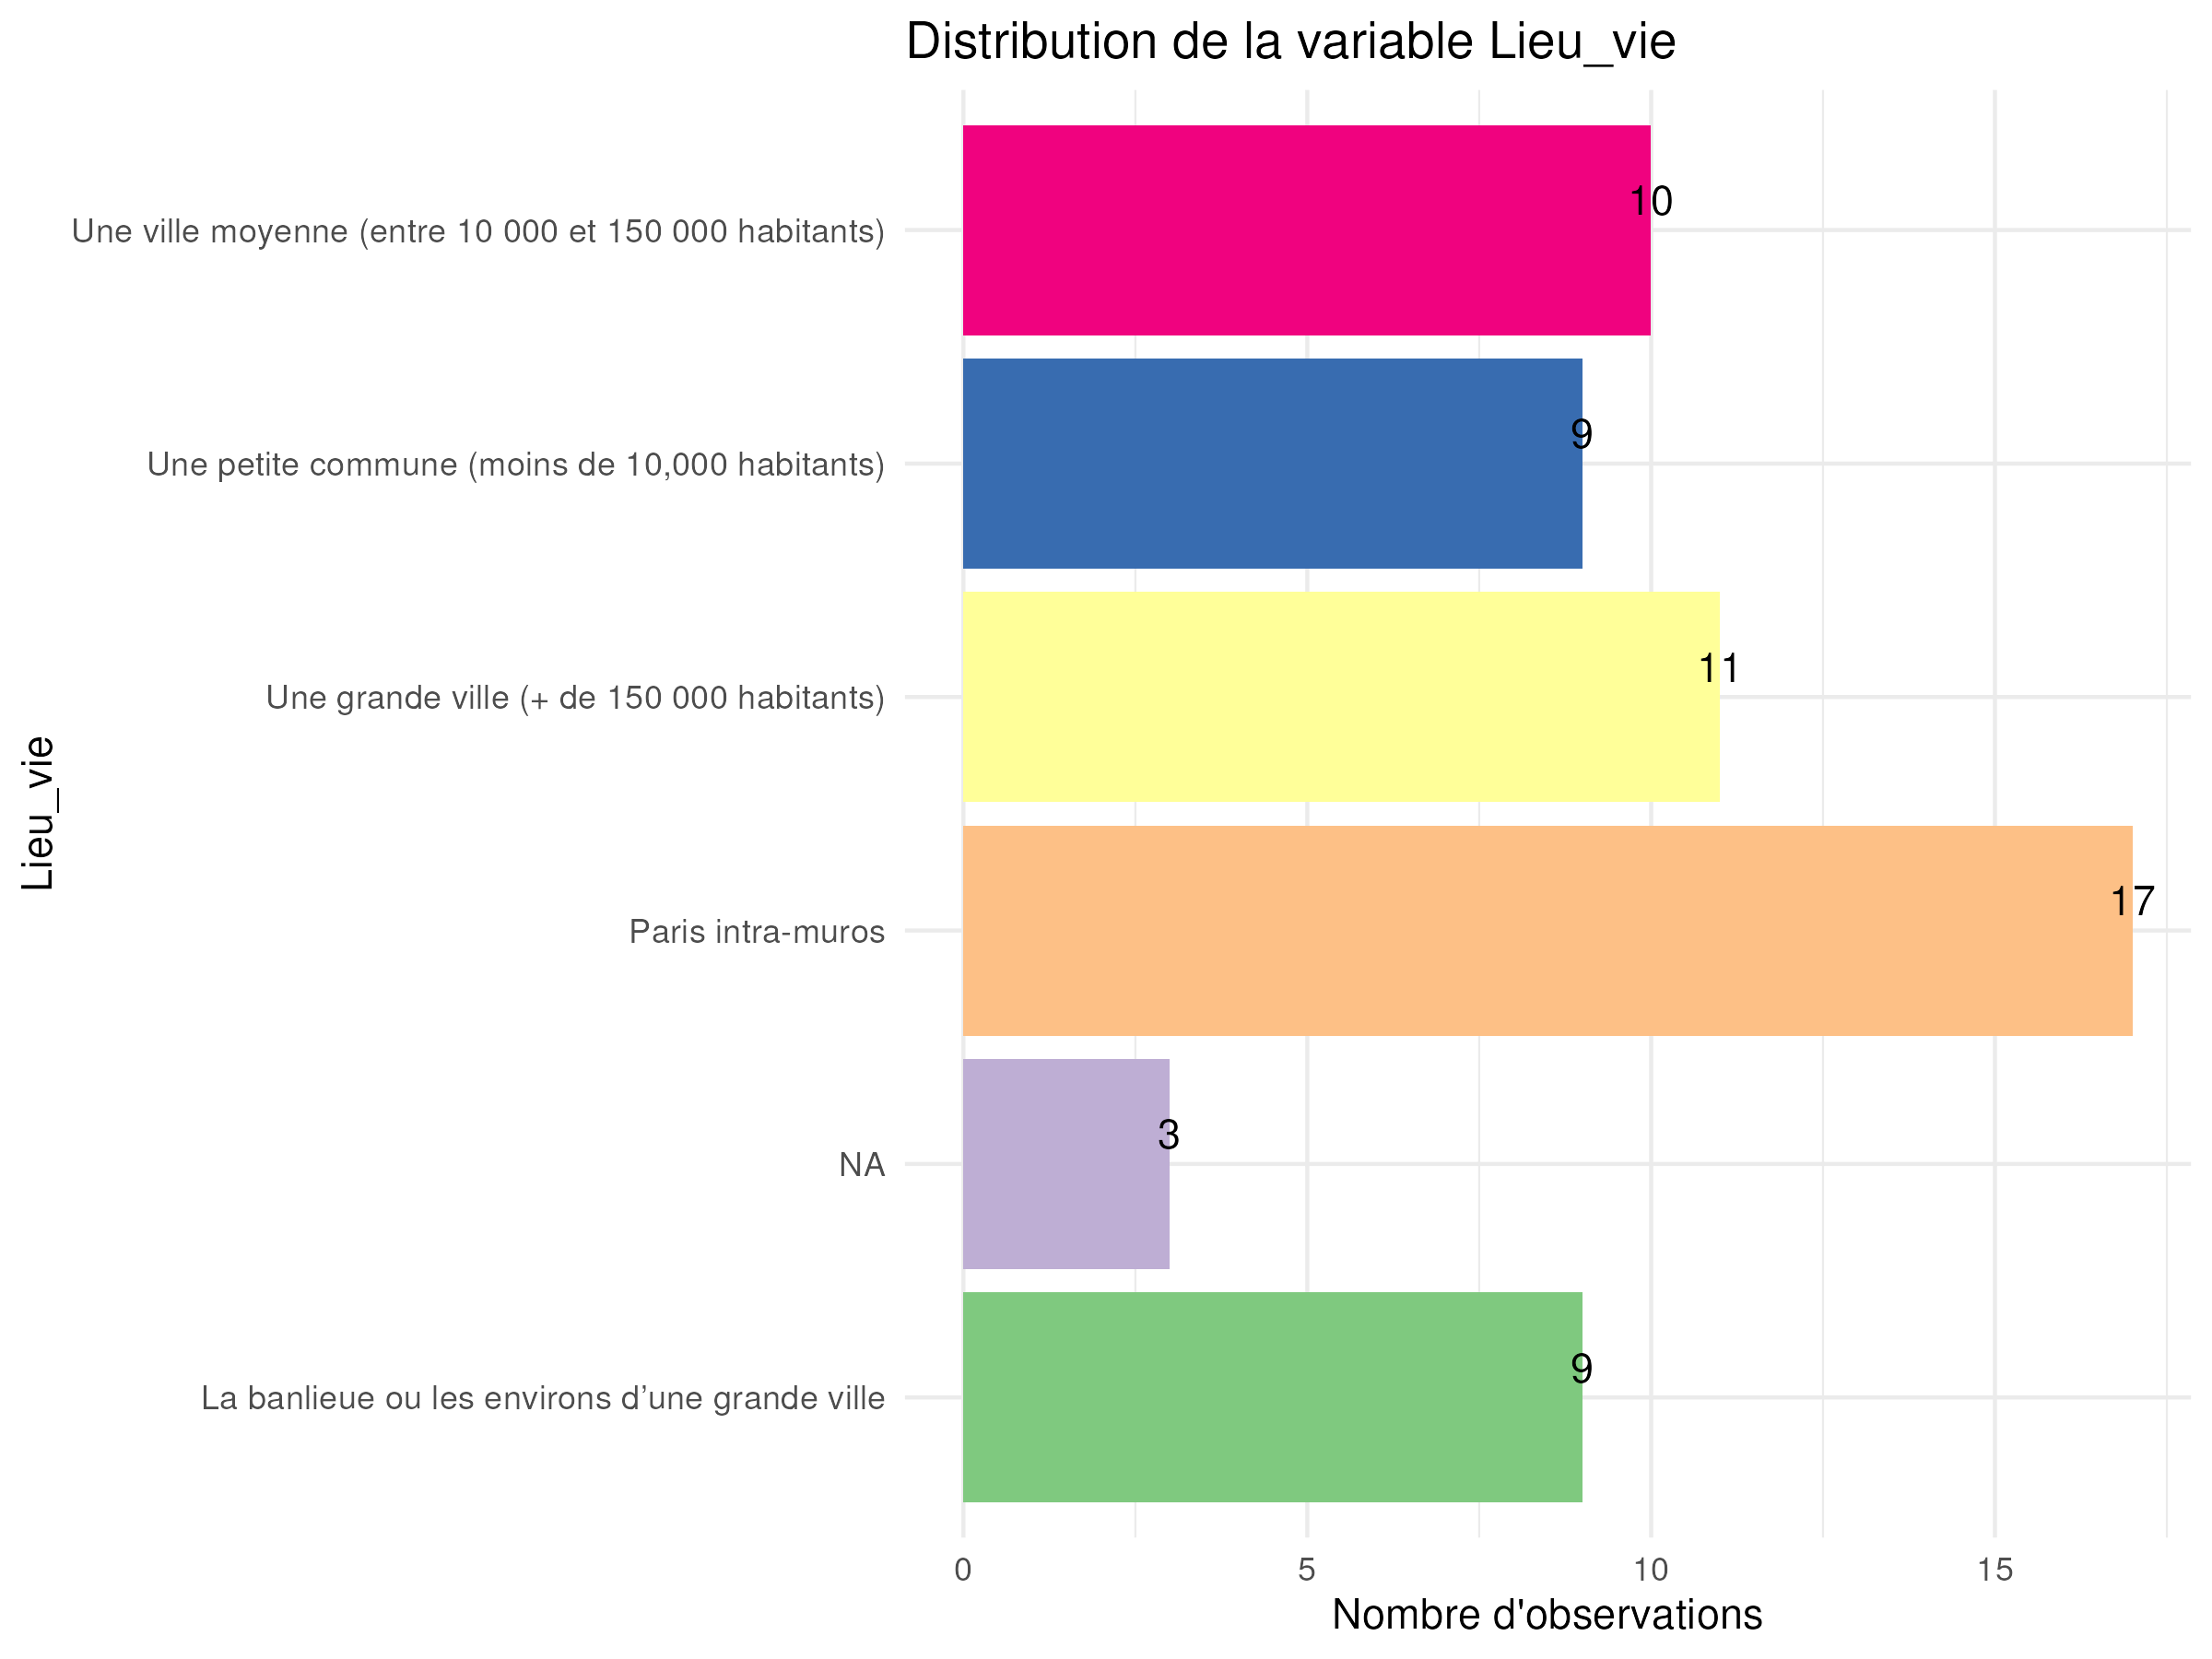 Distribution de la variable Lieu_vie
Lieu_vie
Une ville moyenne (entre 10 000 et 150 000 habitants)
10
Une petite commune (moins de 10,000 habitants)
9
Une grande ville (+ de 150 000 habitants)
11
Paris intra-muros
17
NA
3
La banlieue ou les environs d’une grande ville
9
0 5 10 15
Nombre d'observations